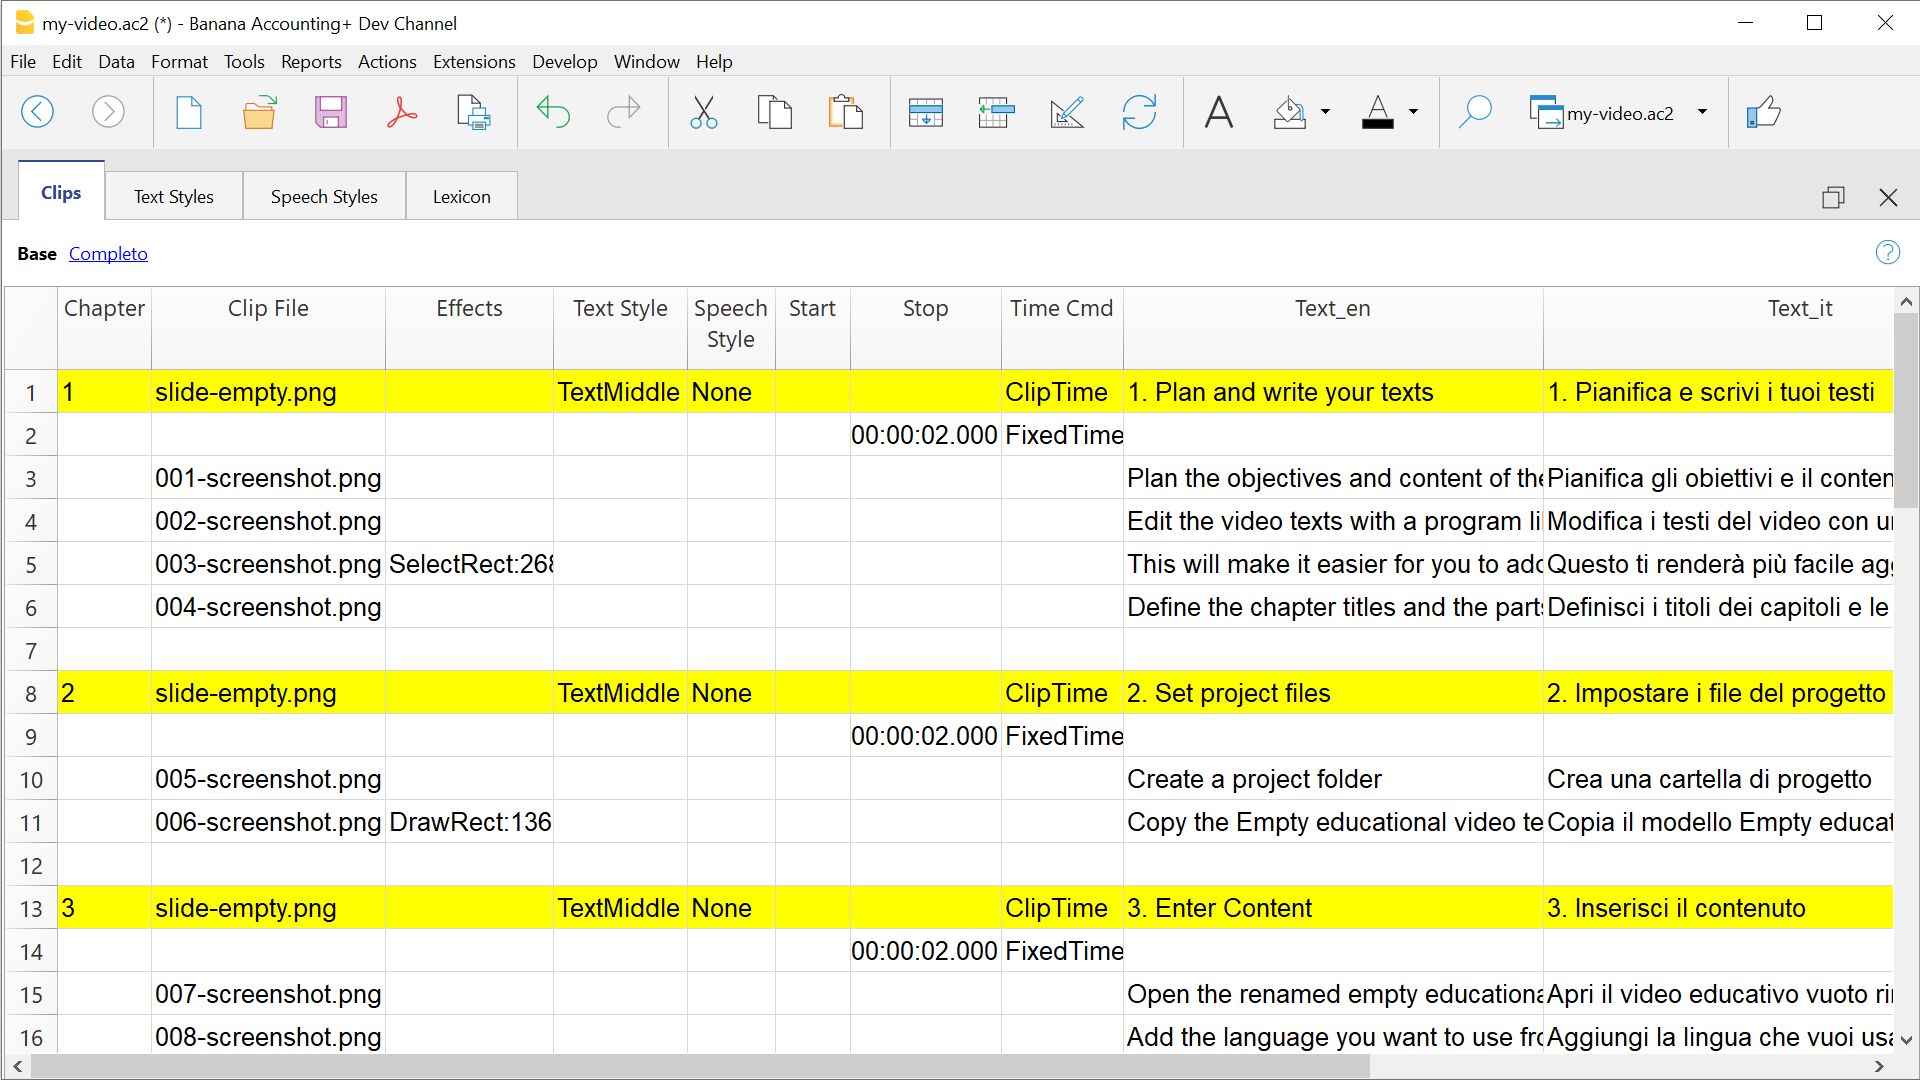 my-video.ac2 (*) - Banana Accounting+ Dev Channel
File Edit Data Format Tools Reports Actions Extensions Develop Window Help
my-video.ac2
Clips Text Styles Speech Styles Lexicon
Base Completo
Chapter Clip File Effects Text Style Speech Style Start Stop Time Cmd Text_en Text_it
1 1 slide-empty.png TextMiddle None ClipTime 1. Plan and write your texts 1. Pianifica e scrivi i tuoi testi
2 00:00:02.000 FixedTime
3 001-screenshot.png Plan the objectives and content of the Pianifica gli obiettivi e il conten
4 002-screenshot.png Edit the video texts with a program li Modifica i testi del video con u
5 003-screenshot.png SelectRect:268 This will make it easier for you to add Questo ti renderà più facile ag
6 004-screenshot.png Define the chapter titles and the parts Definisci i titoli dei capitoli e le
7
8 2 slide-empty.png TextMiddle None ClipTime 2. Set project files 2. Impostare i file del progetto
9 00:00:02.000 FixedTime
10 005-screenshot.png Create a project folder Crea una cartella di progetto
11 006-screenshot.png DrawRect:136 Copy the Empty educational video te Copia il modello Empty educat
12
13 3 slide-empty.png TextMiddle None ClipTime 3. Enter Content 3. Inserisci il contenuto
14 00:00:02.000 FixedTime
15 007-screenshot.png Open the renamed empty educationa Apri il video educativo vuoto ri
16 008-screenshot.png Add the language you want to use fro Aggiungi la lingua che vuoi usa